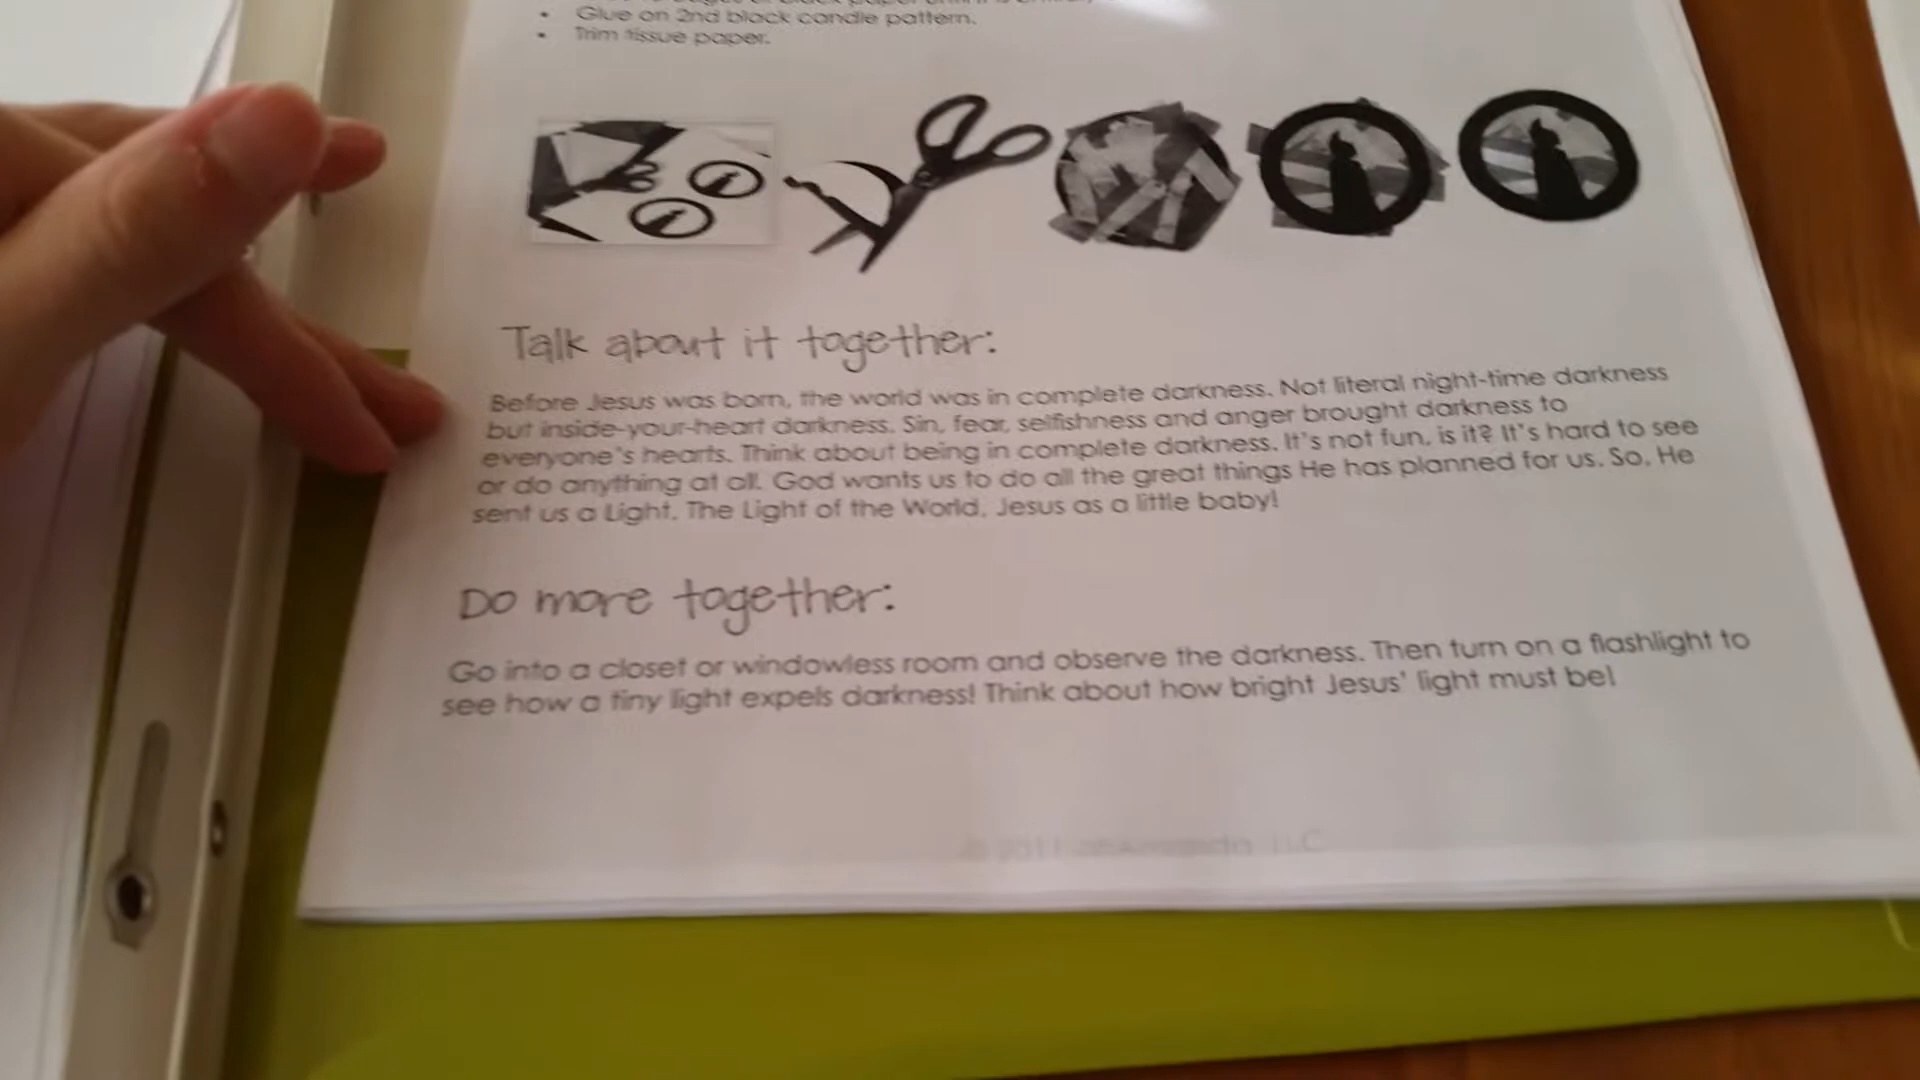 Glue on 2nd black candle pattern.
Trim tissue paper.
Talk about it together:
Before Jesus was born, the world was in complete darkness. Not literal night-time darkness
but inside-your-heart darkness. Sin, fear, selfishness and anger brought darkness to
everyone's hearts. Think about being in complete darkness. It's not fun, is it? It's hard to see
or do anything at all. God wants us to do all the great things He has planned for us. So, He
sent us a Light. The Light of the World, Jesus as a little baby!
Do more together:
Go into a closet or windowless room and observe the darkness. Then turn on a flashlight to
see how a tiny light expels darkness! Think about how bright Jesus' light must be!